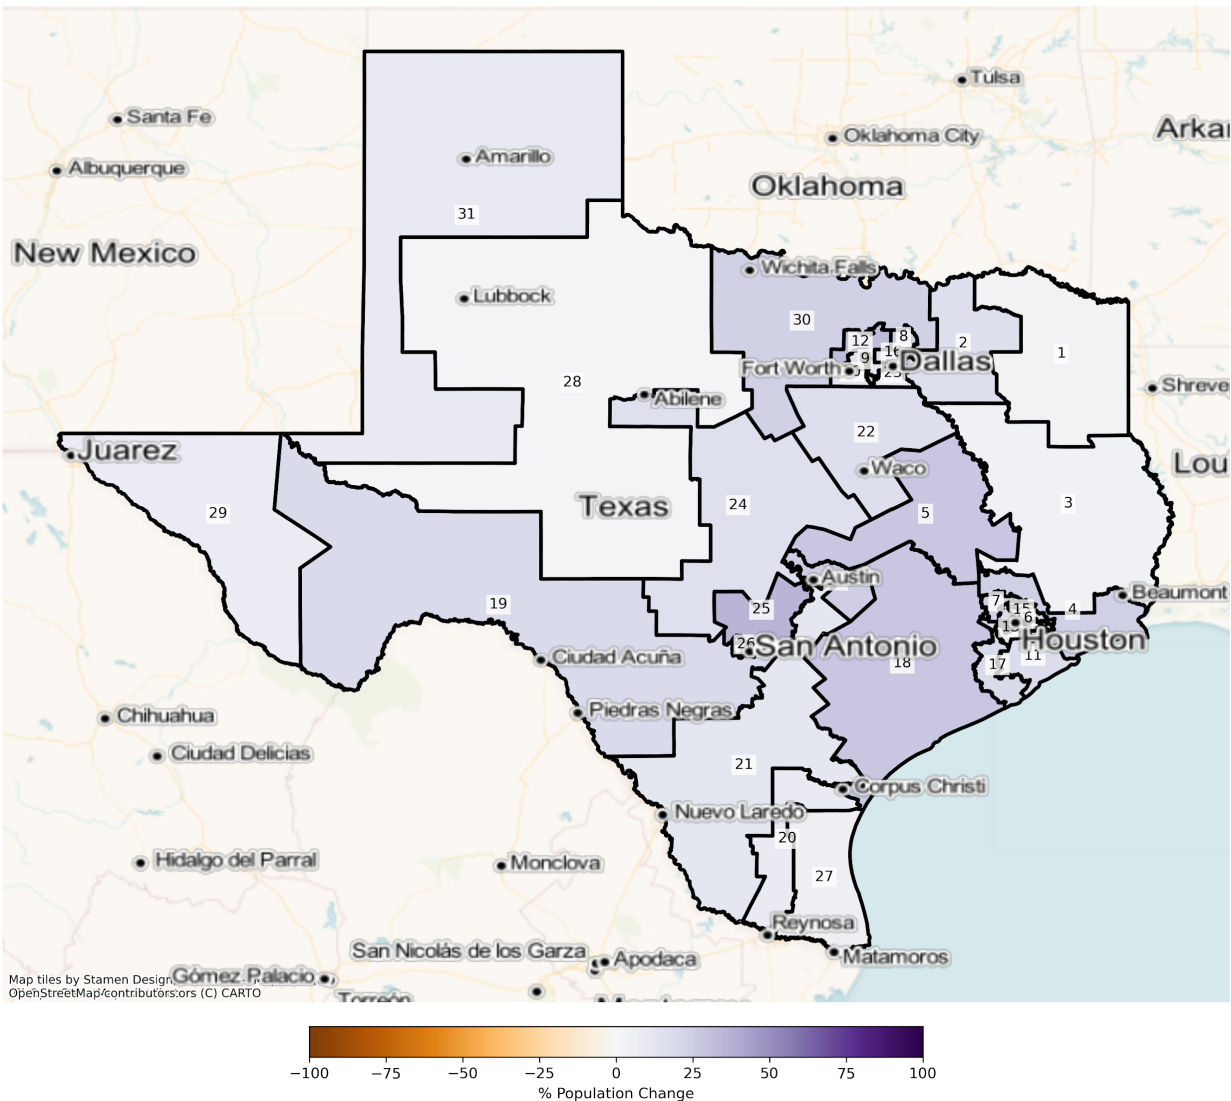 Tulsa
Santa Fe
Arkan
Oklahoma City
Albuquerque
Amarillo
Oklahoma
31
New Mexico
Wichita Falls
Lubbock
30
8
12
2
16
1
9
Dallas
Fort Worth
28
Shreve
Abilene
22
Juarez
Waco
Lou
3
Texas
24
29
5
Austin
Beaumont
19
25
7
15
4
6
26
San Antonio
Houston
18
11
17
Ciudad Acuña
Piedras Negras
Chihuahua
Ciudad Delicias
21
Corpus Christi
Nuevo Laredo
20
Hidalgo del Parral
Monclova
27
Reynosa
San Nicolás de los Garza
Apodaca
Matamoros
Gómez Palacio
Map tiles by Stamen Design,
OpenStreetMap contributors
(C) CARTO
Torreón
−100 −75 −50 −25 0 25 50 75 100
% Population Change